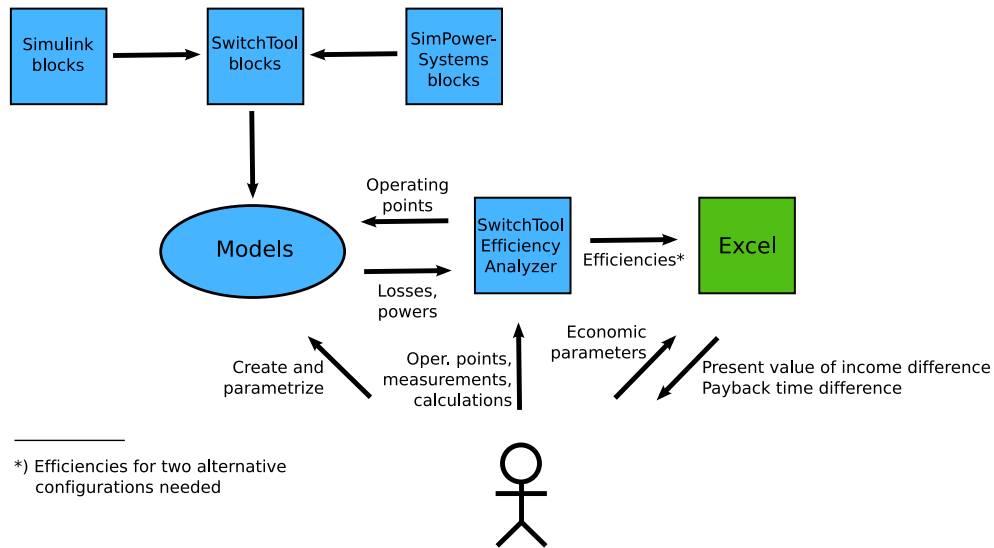 Simulink
blocks
SwitchTool
blocks
SimPower-
Systems
blocks
Operating
points
Models
SwitchTool
Efficiency
Analyzer
Efficiencies*
Excel
Losses,
powers
Create and
parametrize
Oper. points,
measurements,
calculations
Economic
parameters
Present value of income difference
Payback time difference
*) Efficiencies for two alternative
configurations needed